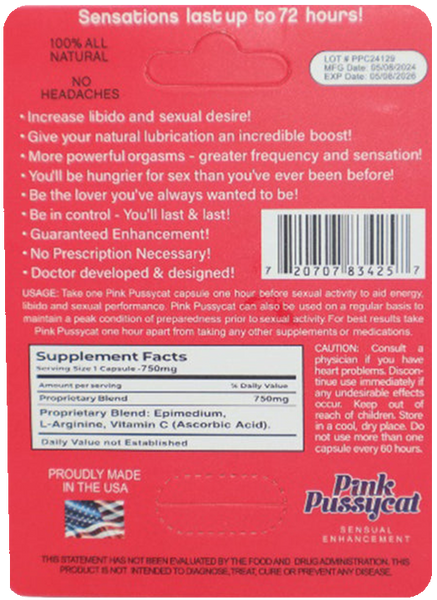 Sensations last up to 72 hours!
100% ALL
NATURAL
NO
HEADACHES
LOT # PPC24129
MFG Date: 05/08/2024
EXP Date: 05/08/2026
• Increase libido and sexual desire!
• Give your natural lubrication an incredible boost!
• More powerful orgasms - greater frequency and sensation!
• You'll be hungrier for sex than you've ever been before!
• Be the lover you've always wanted to be!
• Be in control - You'll last & last!
• Guaranteed Enhancement!
• No Prescription Necessary!
• Doctor developed & designed!
7 20707 83425 7
USAGE: Take one Pink Pussycat capsule one hour before sexual activity to aid energy,
libido and sexual performance. Pink Pussycat can also be used on a regular basis to
maintain a peak condition of preparedness prior to sexual activity For best results take
Pink Pussycat one hour apart from taking any other supplements or medications.
Supplement Facts
Serving Size 1 Capsule -750mg
Amount per serving % Daily Value
Proprietary Blend 750mg
Proprietary Blend: Epimedium,
L-Arginine, Vitamin C (Ascorbic Acid).
Daily Value not Established
CAUTION: Consult a
physician if you have
heart problems. Discon-
tinue use immediately if
any undesirable effects
occur. Keep out of
reach of children. Store
in a cool, dry place. Do
not use more than one
capsule every 60 hours.
PROUDLY MADE
IN THE USA
Pink
Pussycat
SENSUAL
ENHANCEMENT
THIS STATEMENT HAS NOT BEEN EVALUATED BY THE FOOD AND DRUG ADMINISTRATION. THIS
PRODUCT IS NOT INTENDED TO DIAGNOSE, TREAT, CURE OR PREVENT ANY DISEASE.